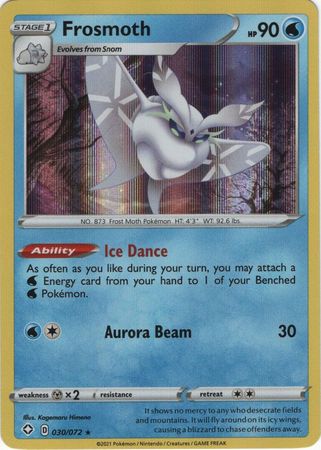 STAGE 1 Frosmoth HP 90
Evolves from Snom
NO. 873 Frost Moth Pokémon HT: 4'3" WT: 92.6 lbs.
Ability Ice Dance
As often as you like during your turn, you may attach a
Energy card from your hand to 1 of your Benched
Pokémon.
Aurora Beam 30
weakness ×2 resistance retreat
Illus. Kagemaru Himeno
It shows no mercy to any who desecrate fields
and mountains. It will fly around on its icy wings,
causing a blizzard to chase offenders away.
D 030/072 ★
©2021 Pokémon / Nintendo / Creatures / GAME FREAK